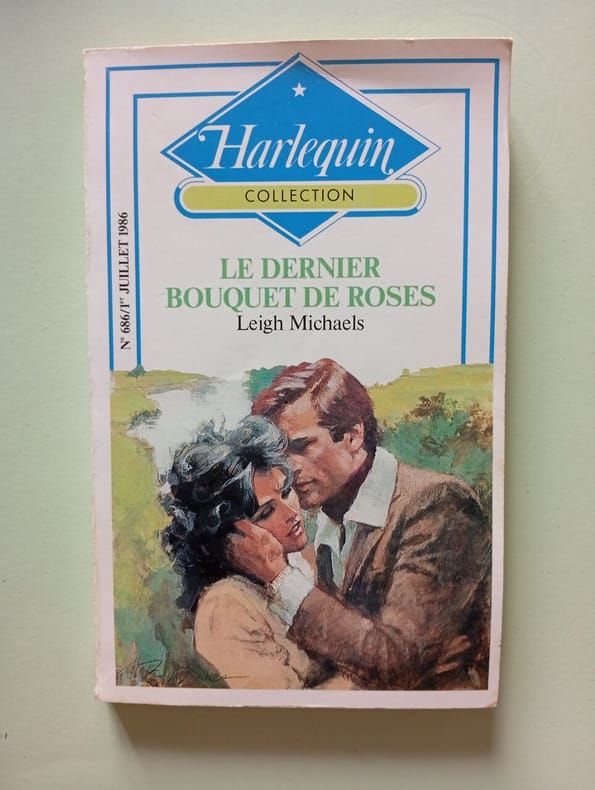 Harlequin
COLLECTION
LE DERNIER
BOUQUET DE ROSES
Leigh Michaels
N° 686/1er JUILLET 1986